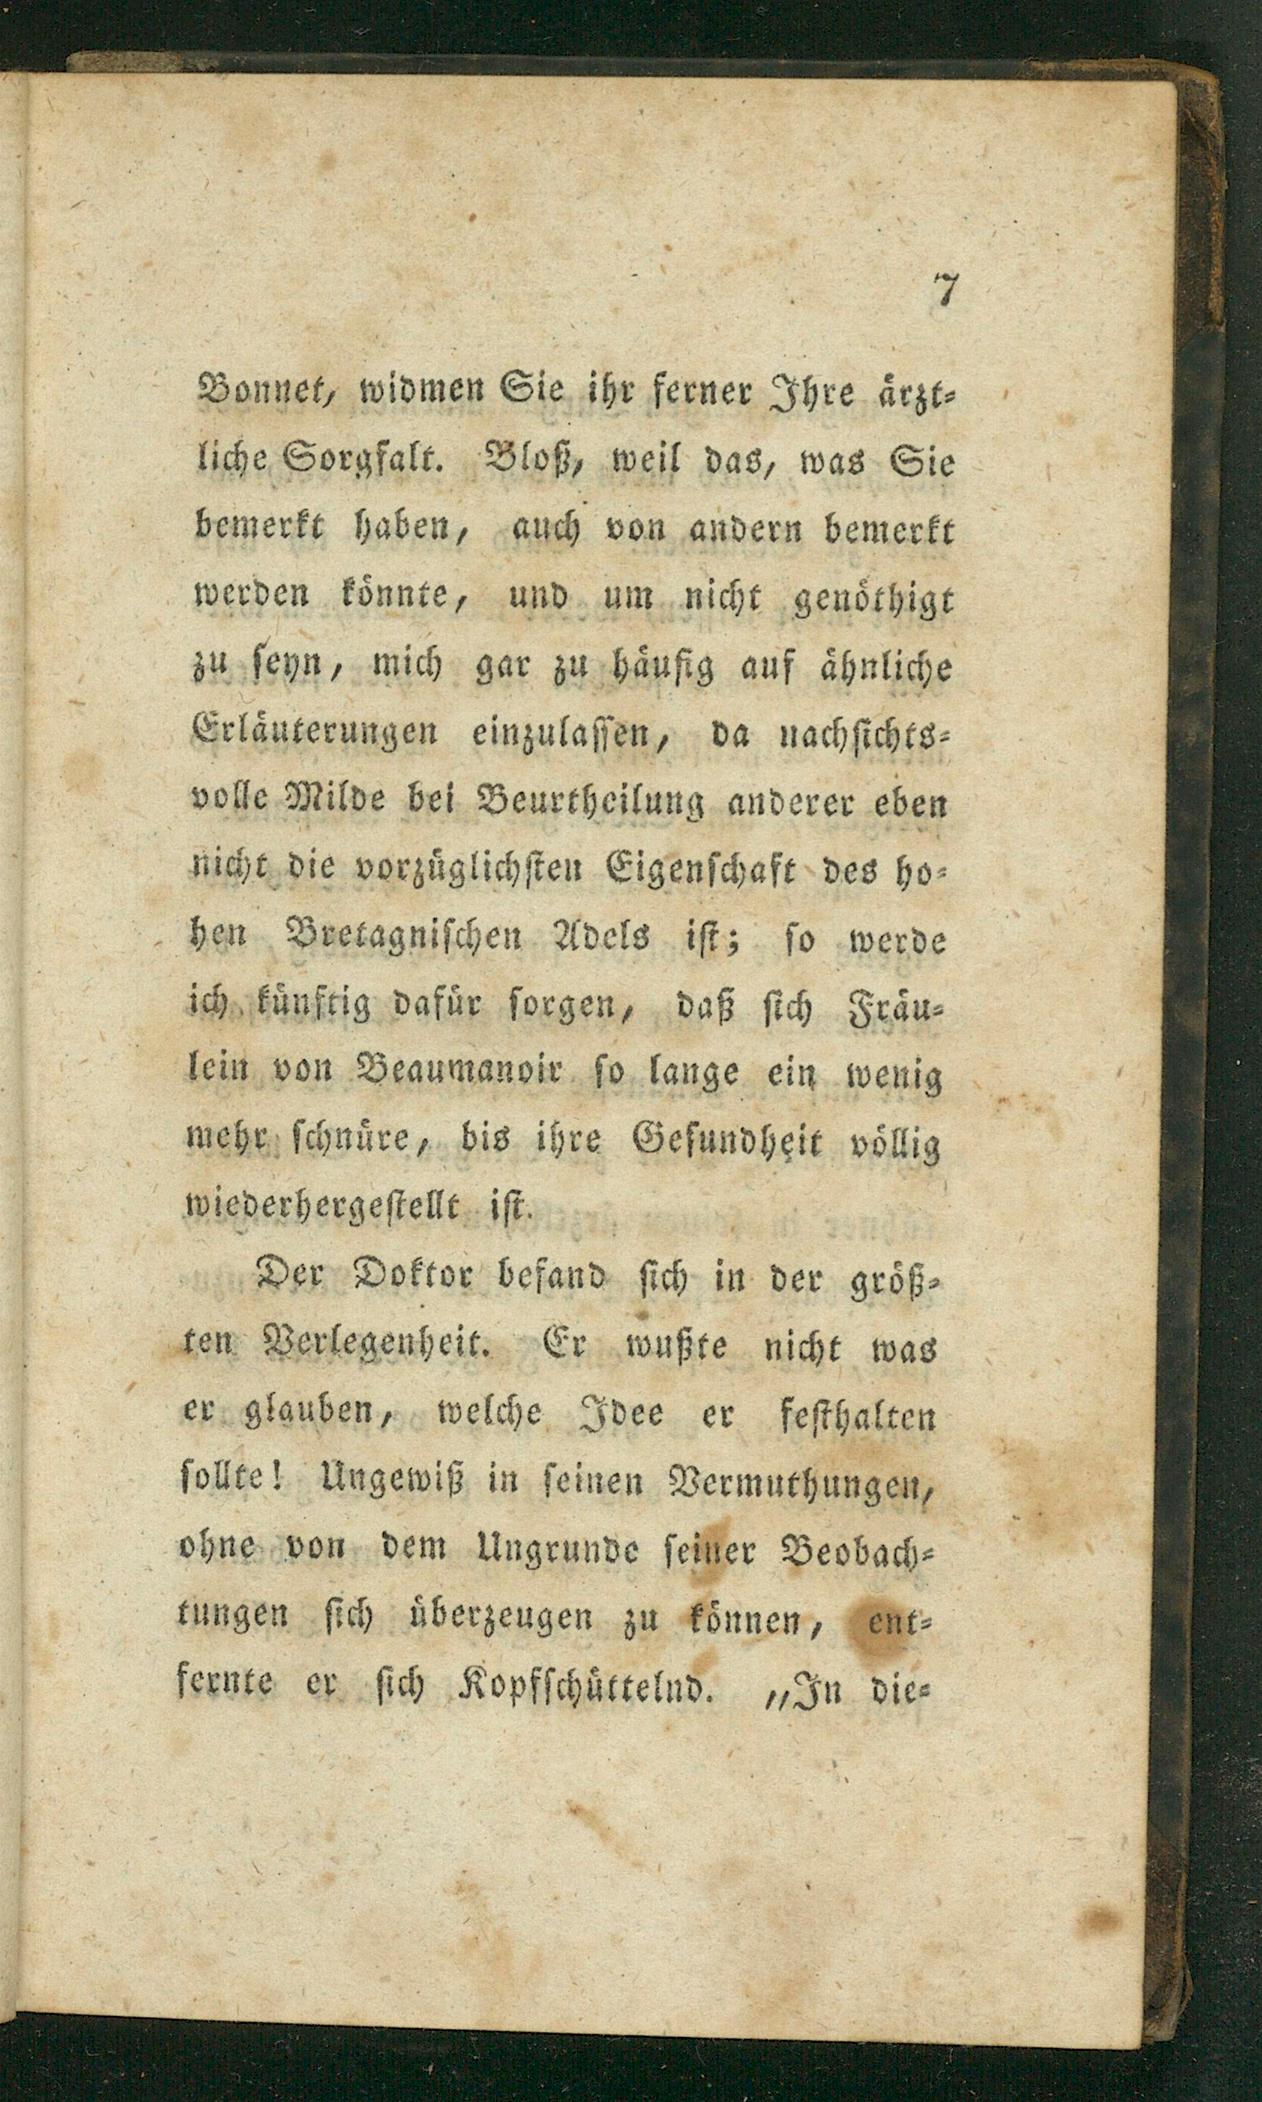 7
Bonnet, widmen Sie ihr ferner Ihre ärzt-
liche Sorgfalt. Bloß, weil das, was Sie
bemerkt haben, auch von andern bemerkt
werden könnte, und um nicht genöthigt
zu seyn, mich gar zu häufig auf ähnliche
Erläuterungen einzulassen, da nachsichts-
volle Milde bei Beurtheilung anderer eben
nicht die vorzüglichsten Eigenschaft des ho-
hen Bretagnischen Adels ist; so werde
ich künftig dafür sorgen, daß sich Fräu-
lein von Beaumanoir so lange ein wenig
mehr schnüre, bis ihre Gesundheit völlig
wiederhergestellt ist.
Der Doktor befand sich in der größ-
ten Verlegenheit. Er wußte nicht was
er glauben, welche Idee er festhalten
sollte! Ungewiß in seinen Vermuthungen,
ohne von dem Ungrunde seiner Beobach-
tungen sich überzeugen zu können, ent-
fernte er sich Kopfschüttelnd. „In die-